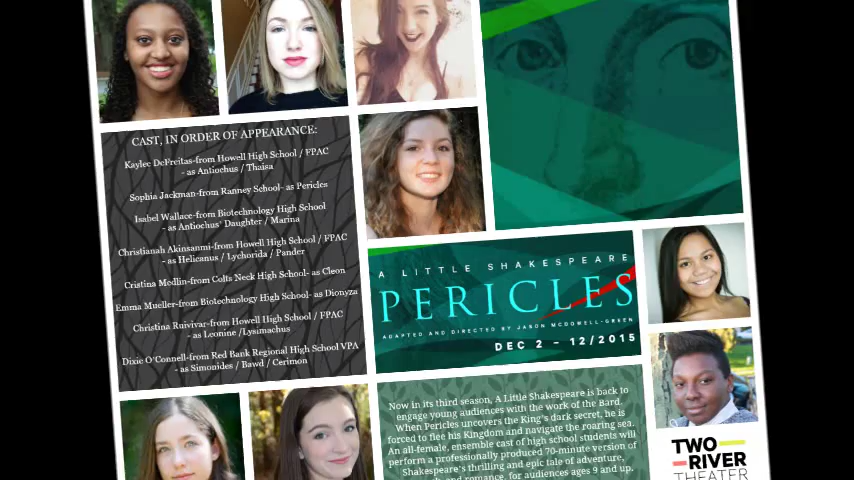 CAST, IN ORDER OF APPEARANCE:
Kaylee DeFreitas-from Howell High School / FPAC
- as Antiochus / Thaisa
Sophia Jackman-from Ranney School- as Pericles
Isabel Wallace-from Biotechnology High School
- as Antiochus' Daughter / Marina
Christianah Akinsanmi-from Howell High School / FPAC
- as Helicanus / Lychorida / Pander
Cristina Medlin-from Colts Neck High School- as Cleon
Emma Mueller-from Biotechnology High School- as Dionyza
Christina Ruivivar-from Howell High School / FPAC
- as Leonine /Lysimachus
Dixie O'Connell-from Red Bank Regional High School VPA
- as Simonides / Bawd / Cerimon
A LITTLE SHAKESPEARE
PERICLES
ADAPTED AND DIRECTED BY JASON MCDOWELL-GREEN
DEC 2 - 12/2015
Now in its third season, A Little Shakespeare is back to
engage young audiences with the work of the Bard.
When Pericles uncovers the King's dark secret, he is
forced to flee his Kingdom and navigate the roaring sea.
An all-female, ensemble cast of high school students will
perform a professionally produced 70-minute version of
Shakespeare's thrilling and epic tale of adventure,
and romance, for audiences ages 9 and up.
TWO
RIVER
THEATER